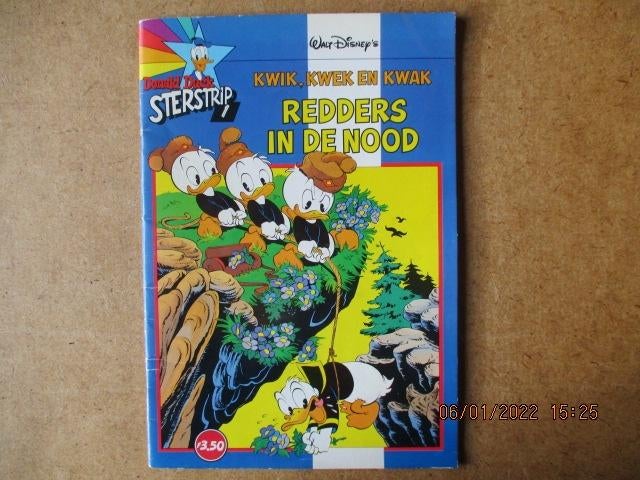 Walt Disney's
Donald Duck
STERSTRIP
7
KWIK, KWEK EN KWAK
REDDERS
IN DE NOOD
f3.50
06/01/2022 15:25